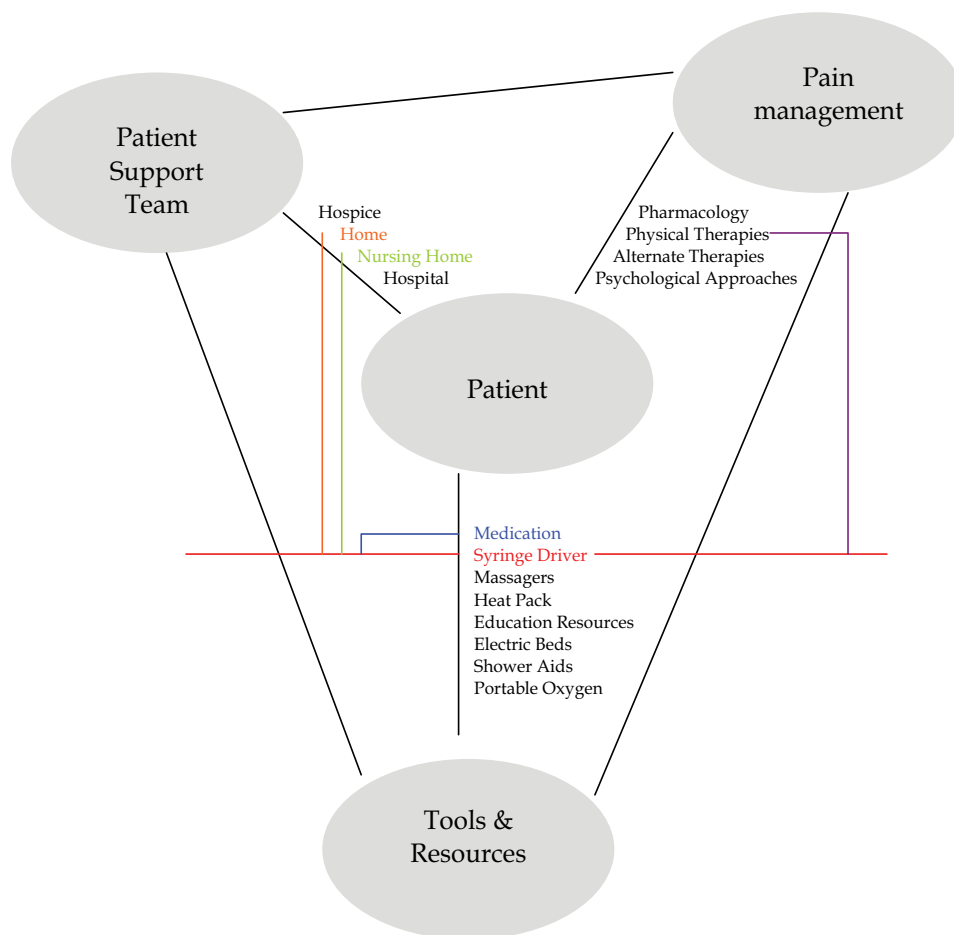 Pain
management
Patient
Support
Team
Hospice
Home
Nursing Home
Hospital
Pharmacology
Physical Therapies
Alternate Therapies
Psychological Approaches
Patient
Medication
Syringe Driver
Massagers
Heat Pack
Education Resources
Electric Beds
Shower Aids
Portable Oxygen
Tools &
Resources